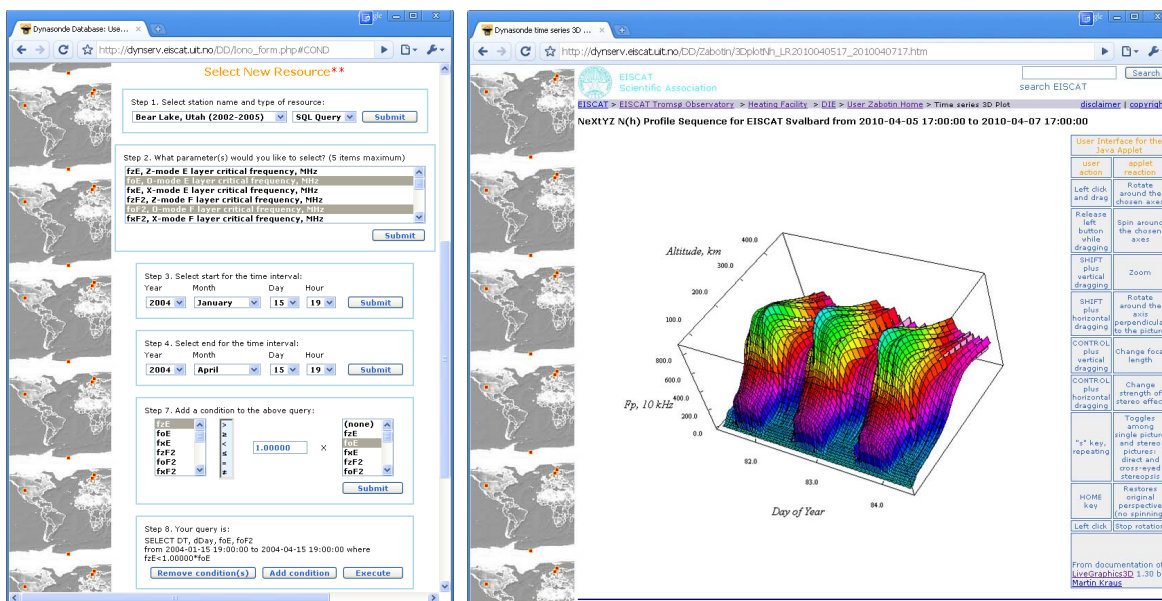 Dynasonde Database: Use...
http://dynserv.eiscat.uit.no/DD/Iono_form.php#COND
Select New Resource**
Step 1. Select station name and type of resource:
Bear Lake, Utah (2002-2005) SQL Query Submit
Step 2. What parameter(s) would you like to select? (5 items maximum)
fzE, Z-mode E layer critical frequency, MHz
foE, O-mode E layer critical frequency, MHz
fxE, X-mode E layer critical frequency, MHz
fzF2, Z-mode F layer critical frequency, MHz
foF2, O-mode F layer critical frequency, MHz
fxF2, X-mode F layer critical frequency, MHz
Submit
Step 3. Select start for the time interval:
Year Month Day Hour
2004 January 15 19 Submit
Step 4. Select end for the time interval:
Year Month Day Hour
2004 April 15 19 Submit
Step 7. Add a condition to the above query:
fzE > (none)
foE ≥ fzE
fxE < 1.00000 × foE
fzF2 ≤ fxE
foF2 = fzF2
fxF2 ≠ foF2
Submit
Step 8. Your query is:
SELECT DT, dDay, foE, foF2
from 2004-01-15 19:00:00 to 2004-04-15 19:00:00 where
fzE<1.00000*foE
Remove condition(s) Add condition Execute
Dynasonde time series 3D ...
http://dynserv.eiscat.uit.no/DD/Zabotin/3DplotNh_LR2010040517_2010040717.htm
EISCAT
Scientific Association
Search
search EISCAT
EISCAT > EISCAT Tromsø Observatory > Heating Facility > DIE > User Zabotin Home > Time series 3D Plot disclaimer | copyrigh
NeXtYZ N(h) Profile Sequence for EISCAT Svalbard from 2010-04-05 17:00:00 to 2010-04-07 17:00:00
Altitude, km
400.0
300.0
200.0
100.0
800.0
600.0
400.0
200.0
0.0
Fp, 10 kHz
82.0
83.0
84.0
Day of Year
User Interface for the
Java Applet
user action applet reaction
Left click and drag Rotate around the chosen axes
Release left button while dragging Spin around the chosen axes
SHIFT plus vertical dragging Zoom
SHIFT plus horizontal dragging Rotate around the axis perpendicula to the picture
CONTROL plus vertical dragging Change focal length
CONTROL plus horizontal dragging Change strength of stereo effect
"s" key, repeating Toggles among single picture and stereo pictures: direct and cross-eyed stereopsis
HOME key Restores original perspective (no spinning)
Left click Stop rotation
From documentation of
LiveGraphics3D 1.30 b
Martin Kraus